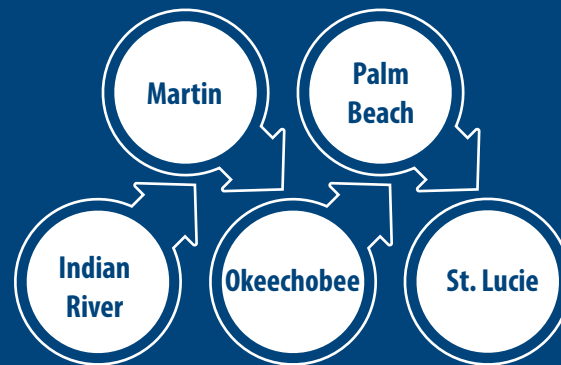 Indian
River
Martin
Okeechobee
Palm
Beach
St. Lucie